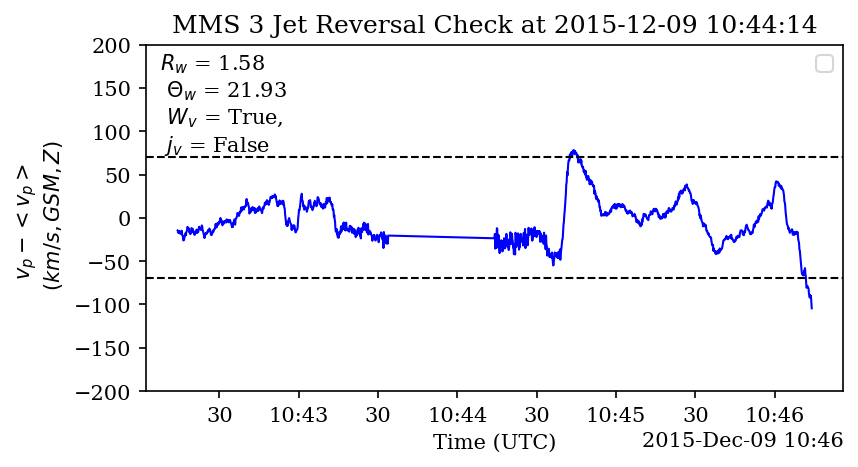 MMS 3 Jet Reversal Check at 2015-12-09 10:44:14
200
150
100
50
0
−50
−100
−150
−200
v_p − < v_p >
(km/s, GSM, Z)
R_w = 1.58
Θ_w = 21.93
W_v = True,
j_v = False
30 10:43 30 10:44 30 10:45 30 10:46
Time (UTC)
2015-Dec-09 10:46